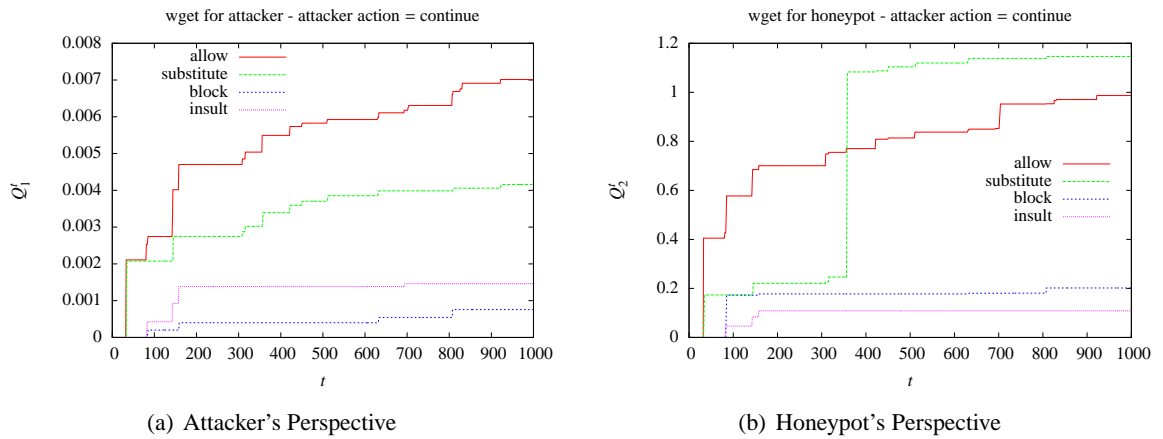 wget for attacker - attacker action = continue
0.008
0.007
0.006
0.005
0.004
0.003
0.002
0.001
0
allow
substitute
block
insult
Q₁ᵗ
0 100 200 300 400 500 600 700 800 900 1000
t
(a) Attacker's Perspective
wget for honeypot - attacker action = continue
1.2
1
0.8
0.6
0.4
0.2
0
allow
substitute
block
insult
Q₂ᵗ
0 100 200 300 400 500 600 700 800 900 1000
t
(b) Honeypot's Perspective